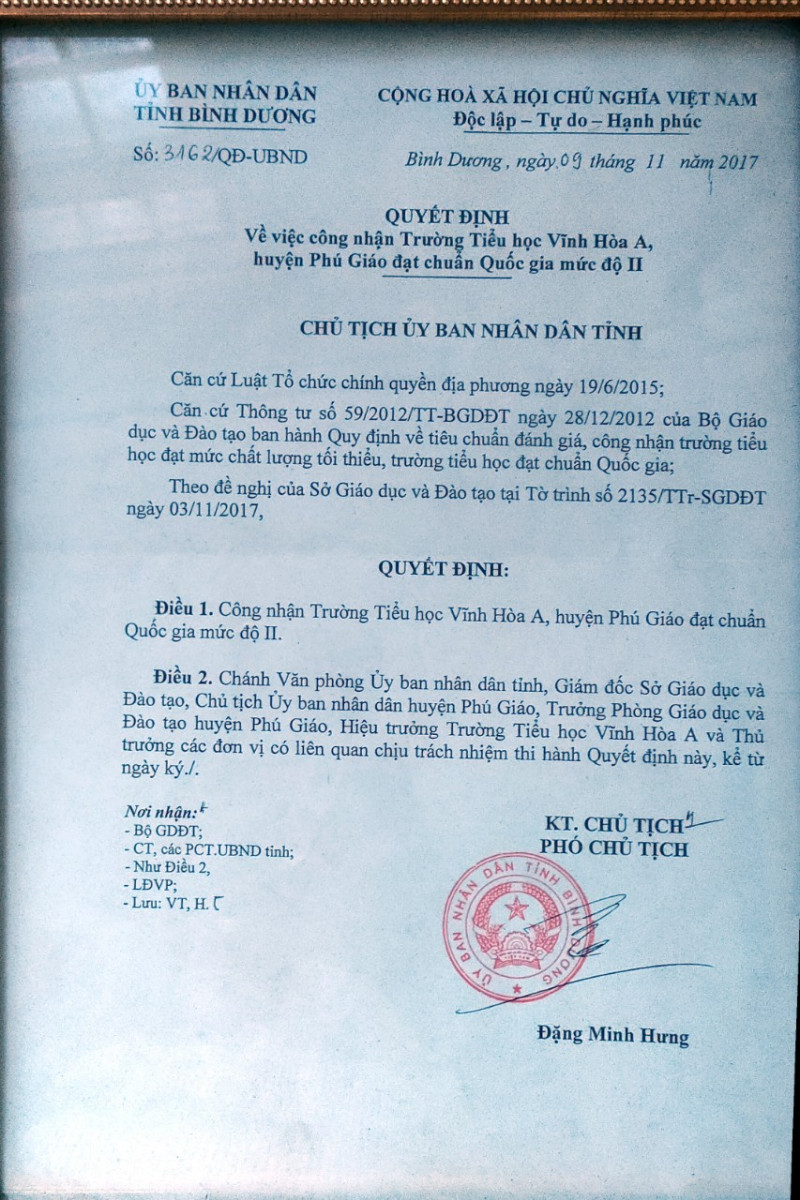 ỦY BAN NHÂN DÂN
TỈNH BÌNH DƯƠNG
Số: 3162/QĐ-UBND
CỘNG HOÀ XÃ HỘI CHỦ NGHĨA VIỆT NAM
Độc lập – Tự do – Hạnh phúc
Bình Dương, ngày 09 tháng 11 năm 2017
QUYẾT ĐỊNH
Về việc công nhận Trường Tiểu học Vĩnh Hòa A,
huyện Phú Giáo đạt chuẩn Quốc gia mức độ II
CHỦ TỊCH ỦY BAN NHÂN DÂN TỈNH
Căn cứ Luật Tổ chức chính quyền địa phương ngày 19/6/2015;
Căn cứ Thông tư số 59/2012/TT-BGDĐT ngày 28/12/2012 của Bộ Giáo
dục và Đào tạo ban hành Quy định về tiêu chuẩn đánh giá, công nhận trường tiểu
học đạt mức chất lượng tối thiểu, trường tiểu học đạt chuẩn Quốc gia;
Theo đề nghị của Sở Giáo dục và Đào tạo tại Tờ trình số 2135/TTr-SGDĐT
ngày 03/11/2017,
QUYẾT ĐỊNH:
Điều 1. Công nhận Trường Tiểu học Vĩnh Hòa A, huyện Phú Giáo đạt chuẩn
Quốc gia mức độ II.
Điều 2. Chánh Văn phòng Ủy ban nhân dân tỉnh, Giám đốc Sở Giáo dục và
Đào tạo, Chủ tịch Ủy ban nhân dân huyện Phú Giáo, Trưởng Phòng Giáo dục và
Đào tạo huyện Phú Giáo, Hiệu trưởng Trường Tiểu học Vĩnh Hòa A và Thủ
trưởng các đơn vị có liên quan chịu trách nhiệm thi hành Quyết định này, kể từ
ngày ký./.
Nơi nhận:
- Bộ GDĐT;
- CT, các PCT.UBND tỉnh;
- Như Điều 2,
- LĐVP;
- Lưu: VT, H.
KT. CHỦ TỊCH
PHÓ CHỦ TỊCH
ỦY BAN NHÂN DÂN TỈNH BÌNH DƯƠNG
VIỆT NAM
Đặng Minh Hưng